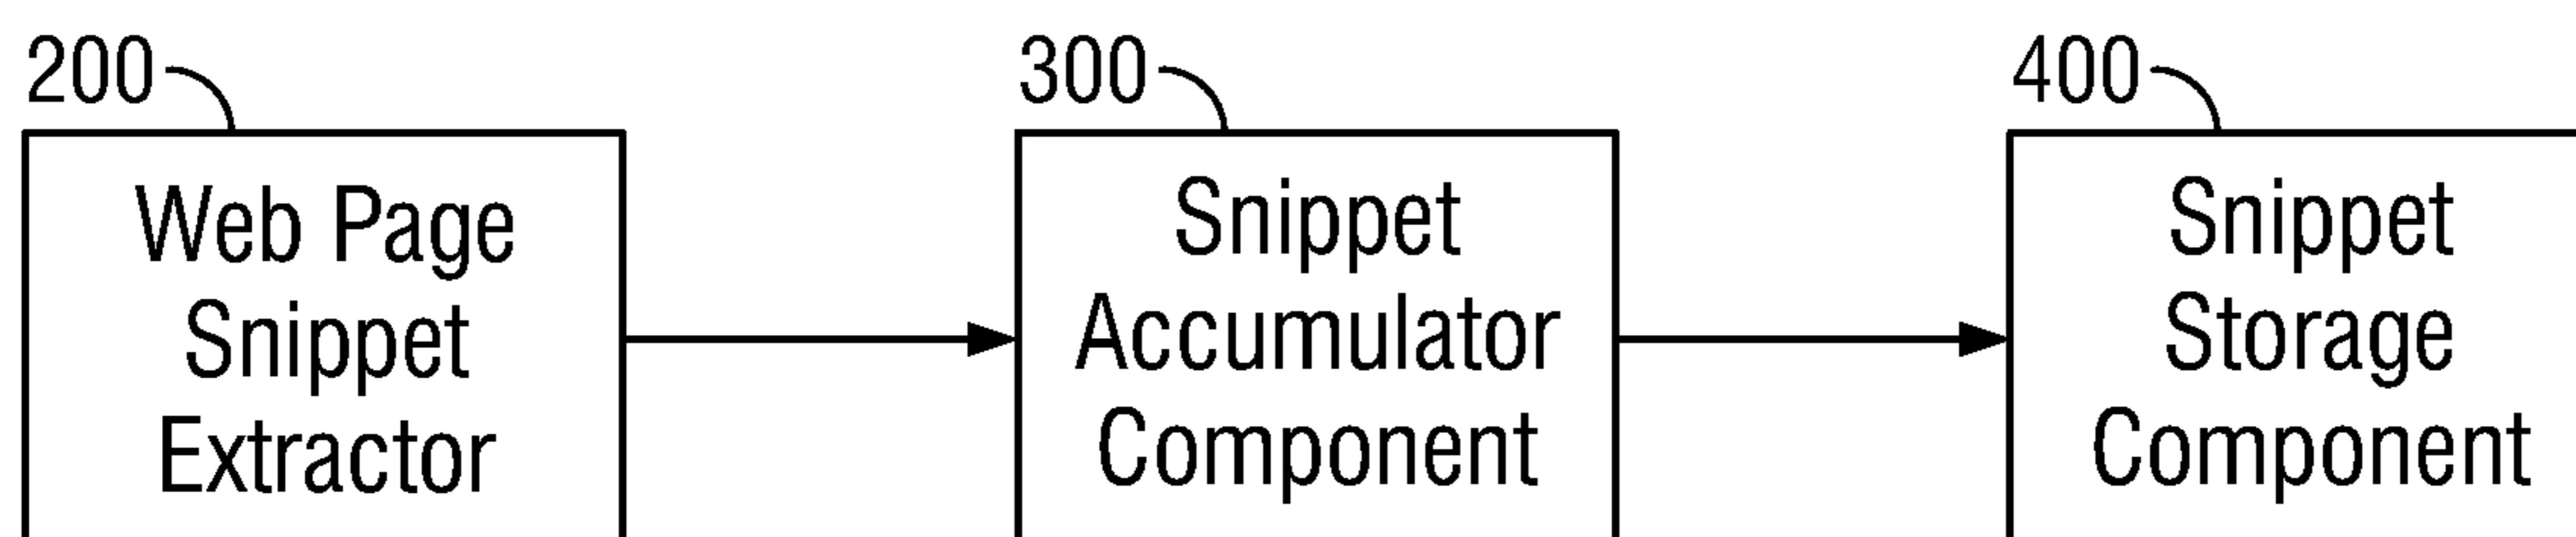 200
Web Page
Snippet
Extractor
300
Snippet
Accumulator
Component
400
Snippet
Storage
Component